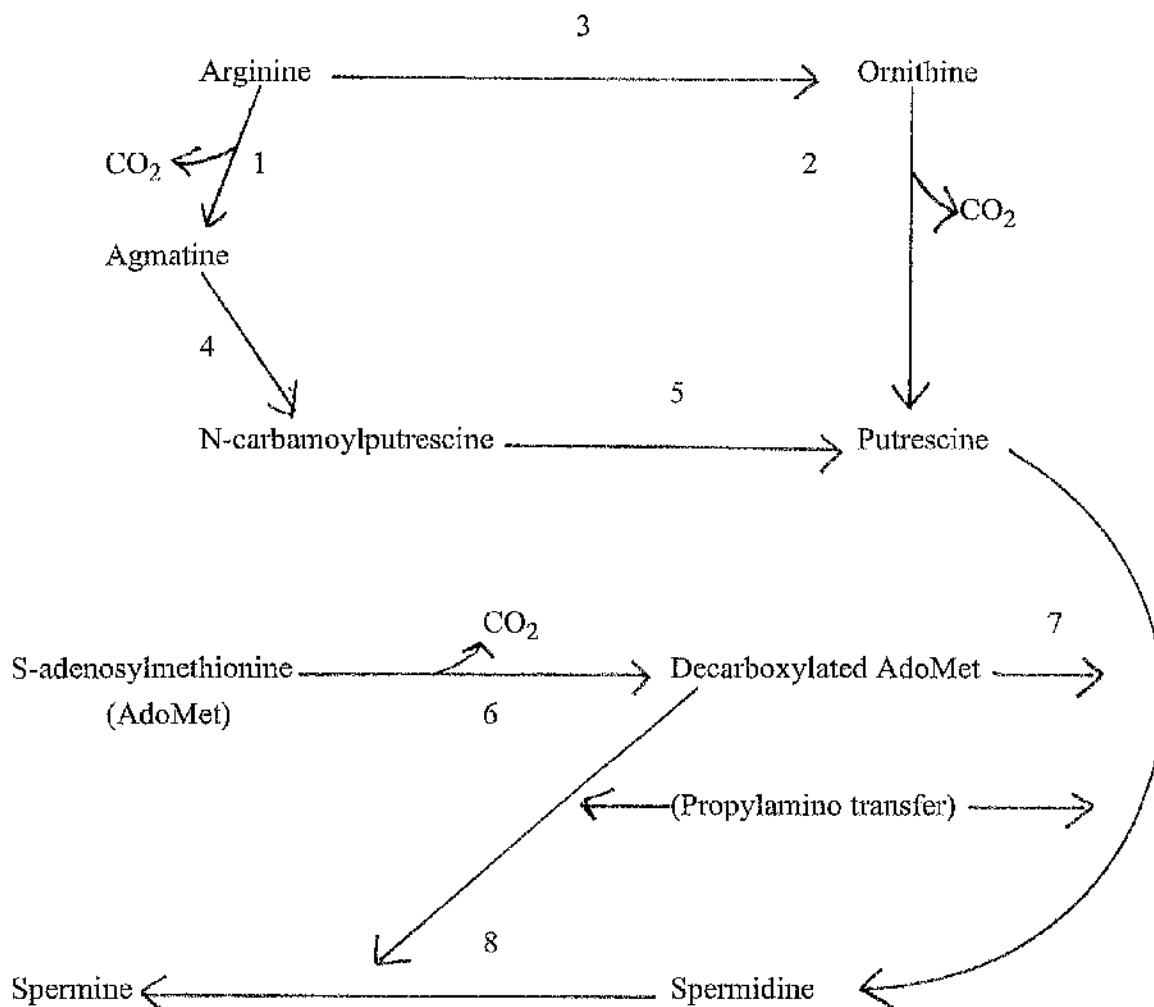 3
Arginine Ornithine
CO2 1 2 CO2
Agmatine
4
5
N-carbamoylputrescine Putrescine
CO2 7
S-adenosylmethionine Decarboxylated AdoMet
(AdoMet) 6
(Propylamino transfer)
8
Spermine Spermidine